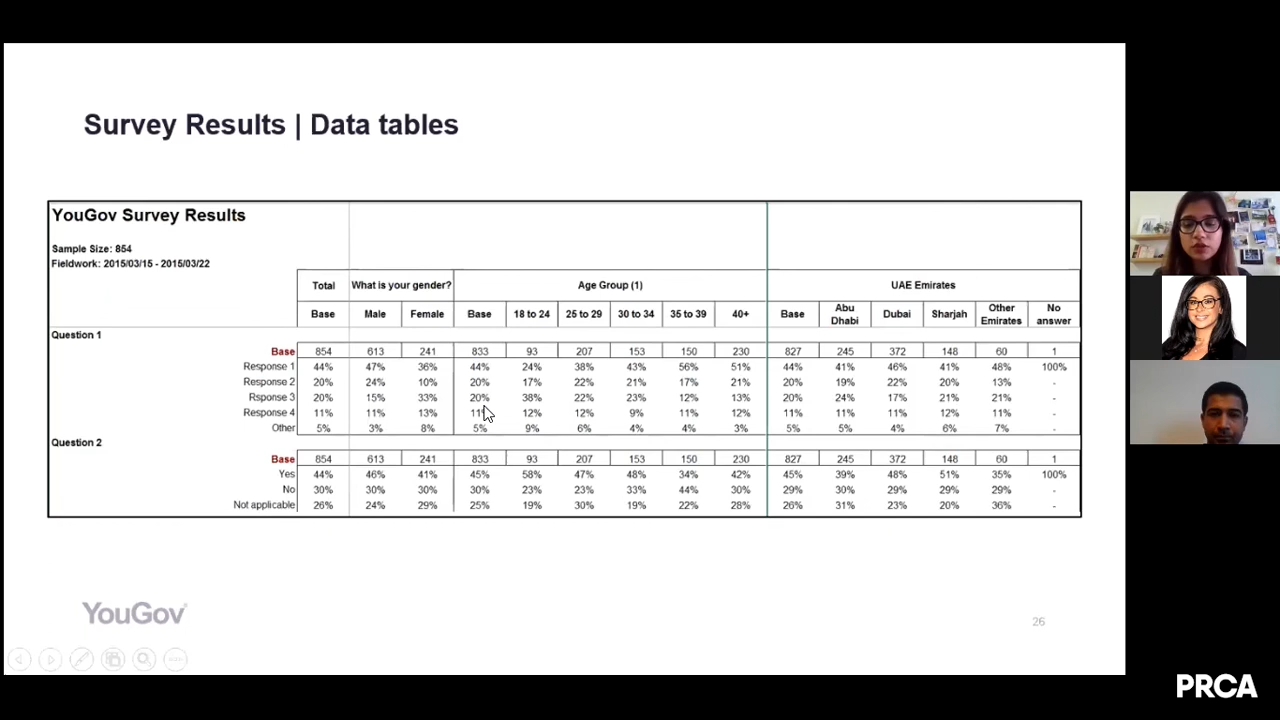 Survey Results | Data tables
YouGov Survey Results
Sample Size: 854
Fieldwork: 2015/03/15 - 2015/03/22
Total What is your gender? Age Group (1) UAE Emirates
Base Male Female Base 18 to 24 25 to 29 30 to 34 35 to 39 40+ Base Abu Dhabi Dubai Sharjah Other Emirates No answer
Question 1
Base 854 613 241 833 93 207 153 150 230 827 245 372 148 60 1
Response 1 44% 47% 36% 44% 24% 38% 43% 56% 51% 44% 41% 46% 41% 48% 100%
Response 2 20% 24% 10% 20% 17% 22% 21% 17% 21% 20% 19% 22% 20% 13% -
Rsponse 3 20% 15% 33% 20% 38% 22% 23% 12% 13% 20% 24% 17% 21% 21% -
Response 4 11% 11% 13% 11% 12% 12% 9% 11% 12% 11% 11% 11% 12% 11% -
Other 5% 3% 8% 5% 9% 6% 4% 4% 3% 5% 5% 4% 6% 7% -
Question 2
Base 854 613 241 833 93 207 153 150 230 827 245 372 148 60 1
Yes 44% 46% 41% 45% 58% 47% 48% 34% 42% 45% 39% 48% 51% 35% 100%
No 30% 30% 30% 30% 23% 23% 33% 44% 30% 29% 30% 29% 29% 29% -
Not applicable 26% 24% 29% 25% 19% 30% 19% 22% 28% 26% 31% 23% 20% 36% -
YouGov
26
PRCA